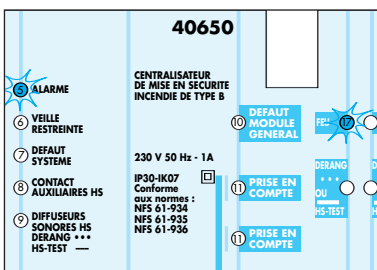 40650
5 ALARME
6 VEILLE
RESTREINTE
7 DEFAUT
SYSTEME
8 CONTACT
AUXILIAIRES HS
9 DIFFUSEURS
SONORES HS
DERANG •••
HS-TEST —
CENTRALISATEUR
DE MISE EN SECURITE
INCENDIE DE TYPE B
230 V 50 Hz - 1A
IP30-IK07
Conforme
aux normes :
NFS 61-934
NFS 61-935
NFS 61-936
10 DEFAUT
MODULE
GENERAL
11 PRISE EN
COMPTE
11 PRISE EN
COMPTE
FEU 17
DERANG
•••
OU
HS-TEST